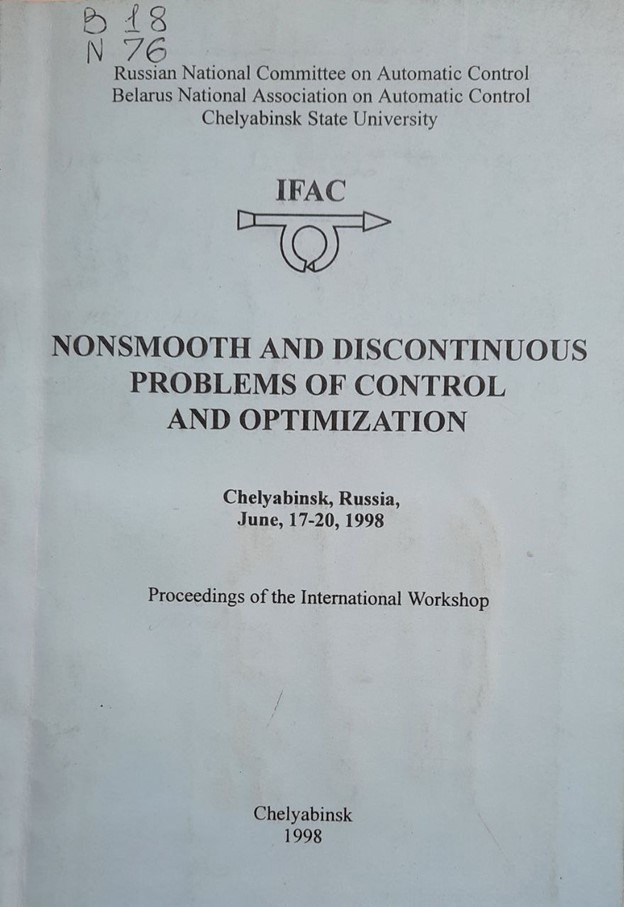 В 18
N 76
Russian National Committee on Automatic Control
Belarus National Association on Automatic Control
Chelyabinsk State University
IFAC
NONSMOOTH AND DISCONTINUOUS
PROBLEMS OF CONTROL
AND OPTIMIZATION
Chelyabinsk, Russia,
June, 17-20, 1998
Proceedings of the International Workshop
Chelyabinsk
1998